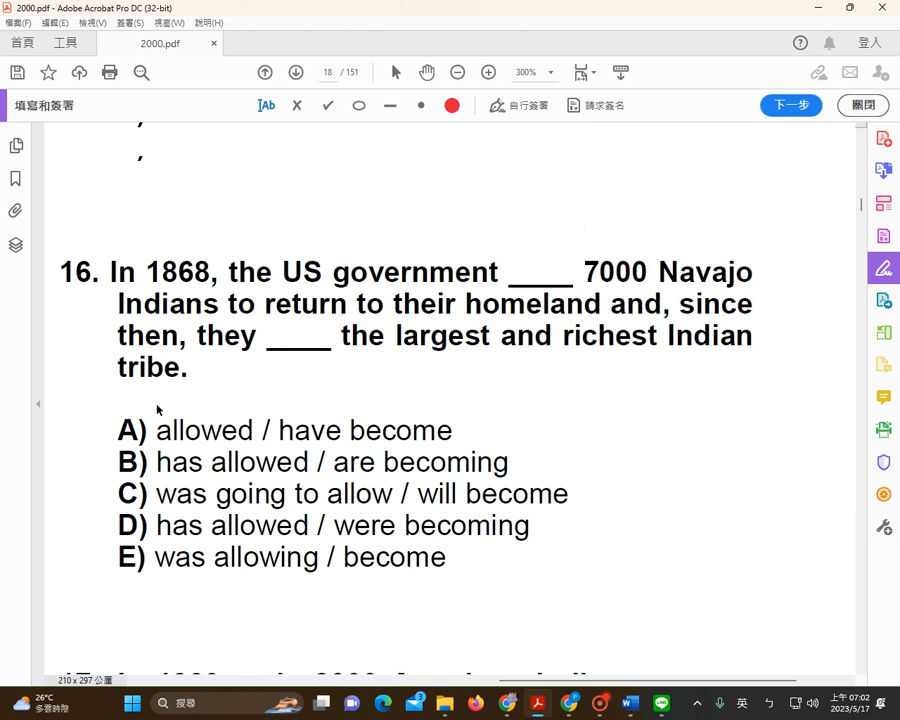 2000.pdf - Adobe Acrobat Pro DC (32-bit)
檔案(F) 編輯(E) 檢視(V) 簽署(S) 視窗(W) 說明(H)
首頁 工具 2000.pdf × 登入
18 / 151 300%
填寫和簽署 Ab 自行簽署 請求簽名 下一步 關閉
,
,
16. In 1868, the US government ____ 7000 Navajo
Indians to return to their homeland and, since
then, they ____ the largest and richest Indian
tribe.
A) allowed / have become
B) has allowed / are becoming
C) was going to allow / will become
D) has allowed / were becoming
E) was allowing / become
210 x 297 公厘
26°C
多雲時陰
搜尋
3
英
上午 07:02
2023/5/17